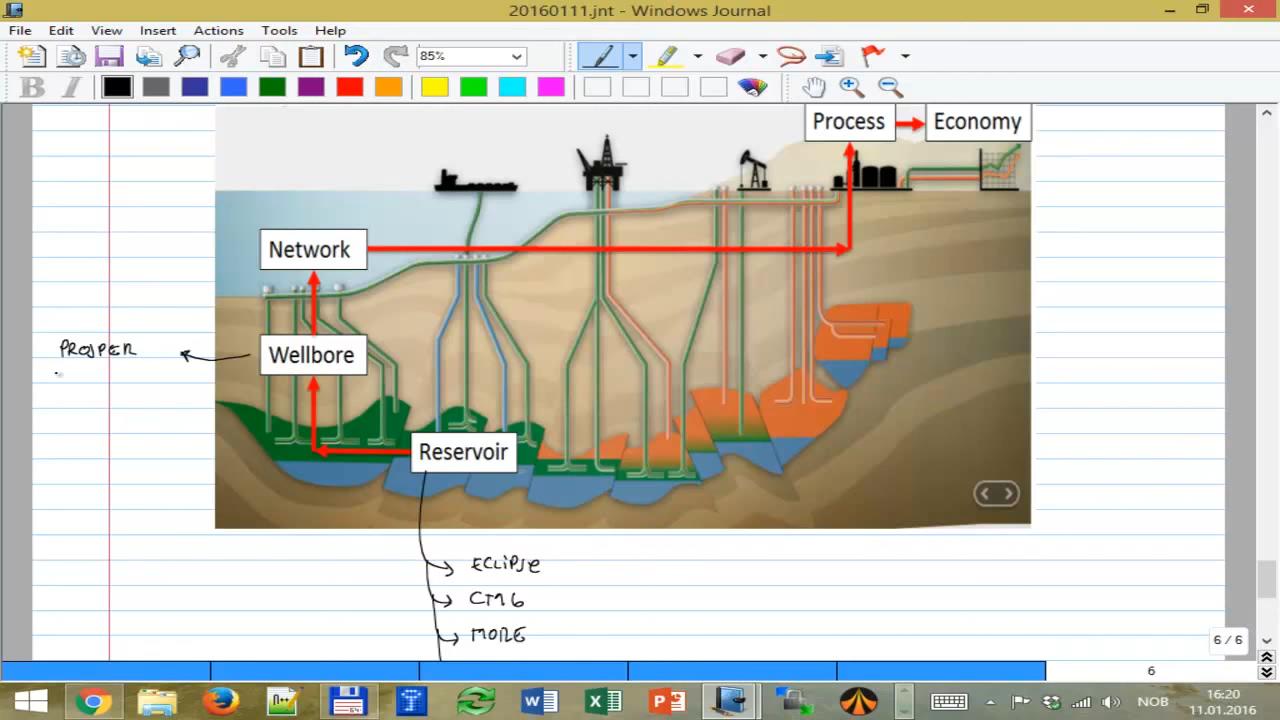 20160111.jnt - Windows Journal
File Edit View Insert Actions Tools Help
85%
B I
Process
Economy
Network
PROSPER
Wellbore
Reservoir
ECLIPSE
CMG
MORE
6 / 6
6
64
NOB
16:20
11.01.2016